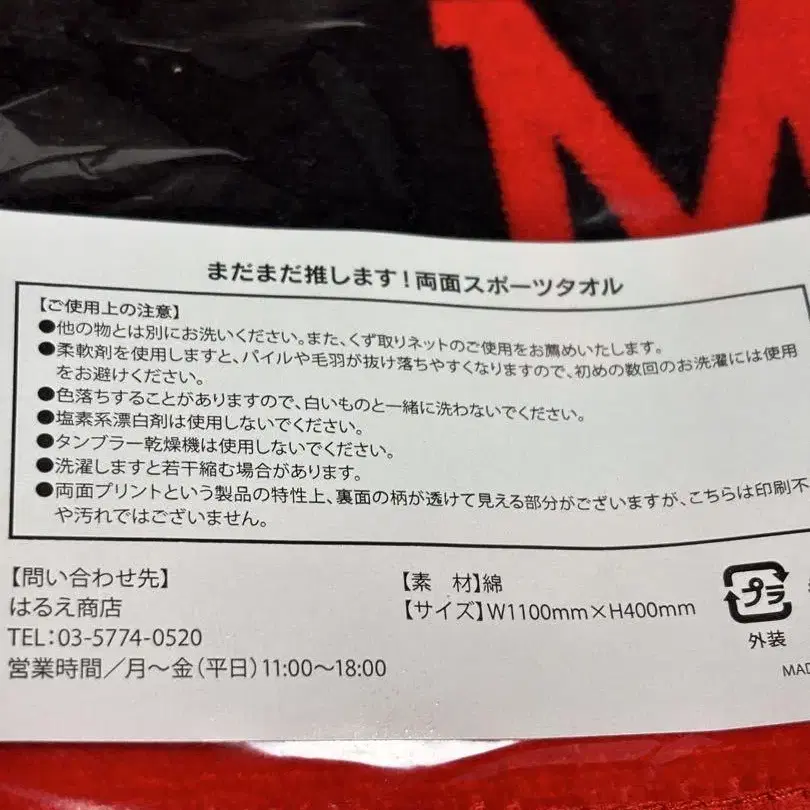 M
まだまだ推します！両面スポーツタオル
【ご使用上の注意】
●他の物とは別にお洗いください。また、くず取りネットのご使用をお薦めいたします。
●柔軟剤を使用しますと、パイルや毛羽が抜け落ちやすくなりますので、初めの数回のお洗濯には使用
をお避けください。
●色落ちすることがありますので、白いものと一緒に洗わないでください。
●塩素系漂白剤は使用しないでください。
●タンブラー乾燥機は使用しないでください。
●洗濯しますと若干縮む場合があります。
●両面プリントという製品の特性上、裏面の柄が透けて見える部分がございますが、こちらは印刷不
や汚れではございません。
【問い合わせ先】
はるえ商店
TEL：03-5774-0520
営業時間／月〜金（平日）11:00〜18:00
【素　材】綿
【サイズ】W1100mm×H400mm
プラ
外装
MAD